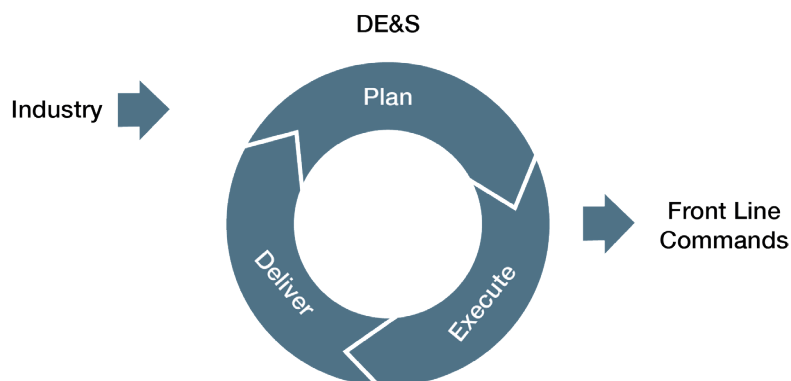 DE&S
Industry
Plan
Front Line
Commands
Execute
Deliver